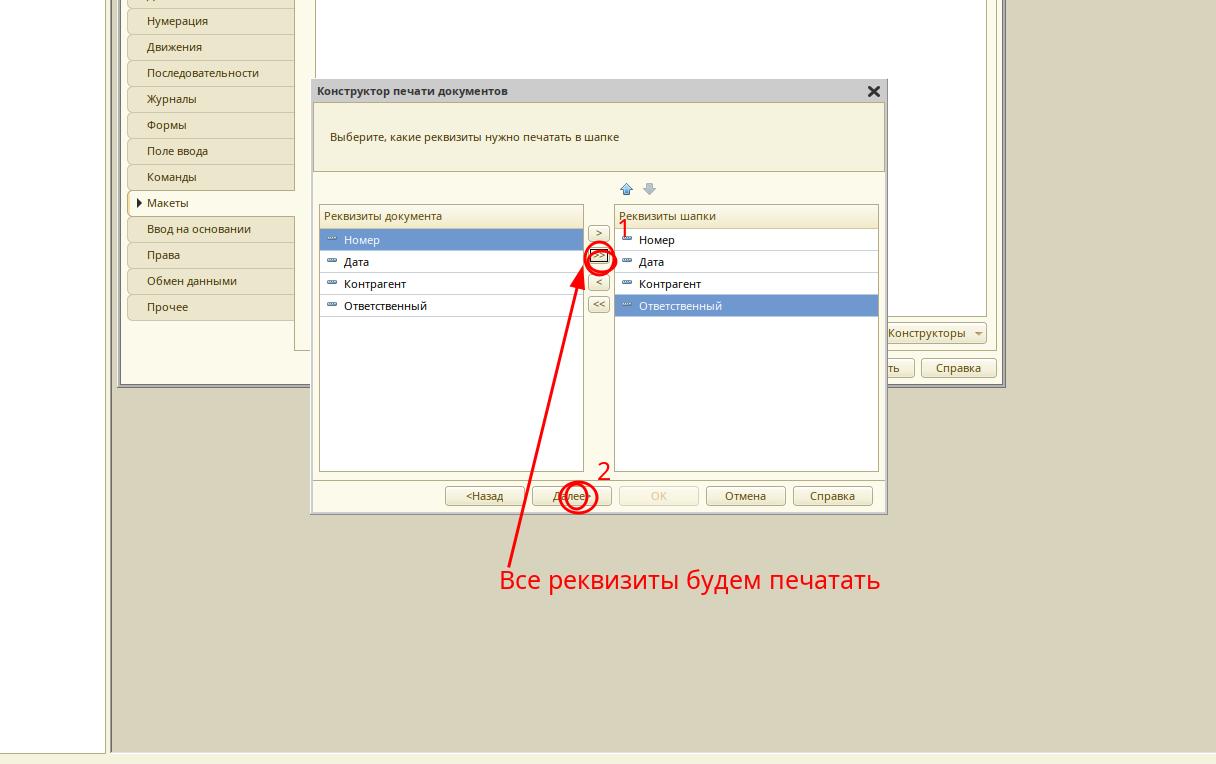 Нумерация
Движения
Последовательности
Журналы
Формы
Поле ввода
Команды
Макеты
Ввод на основании
Права
Обмен данными
Прочее
Конструктор печати документов
Выберите, какие реквизиты нужно печатать в шапке
Реквизиты документа
Номер
Дата
Контрагент
Ответственный
1
>
>>
<
<<
Реквизиты шапки
Номер
Дата
Контрагент
Ответственный
Конструкторы
ть
Справка
2
<Назад
Далее>
ОК
Отмена
Справка
Все реквизиты будем печатать